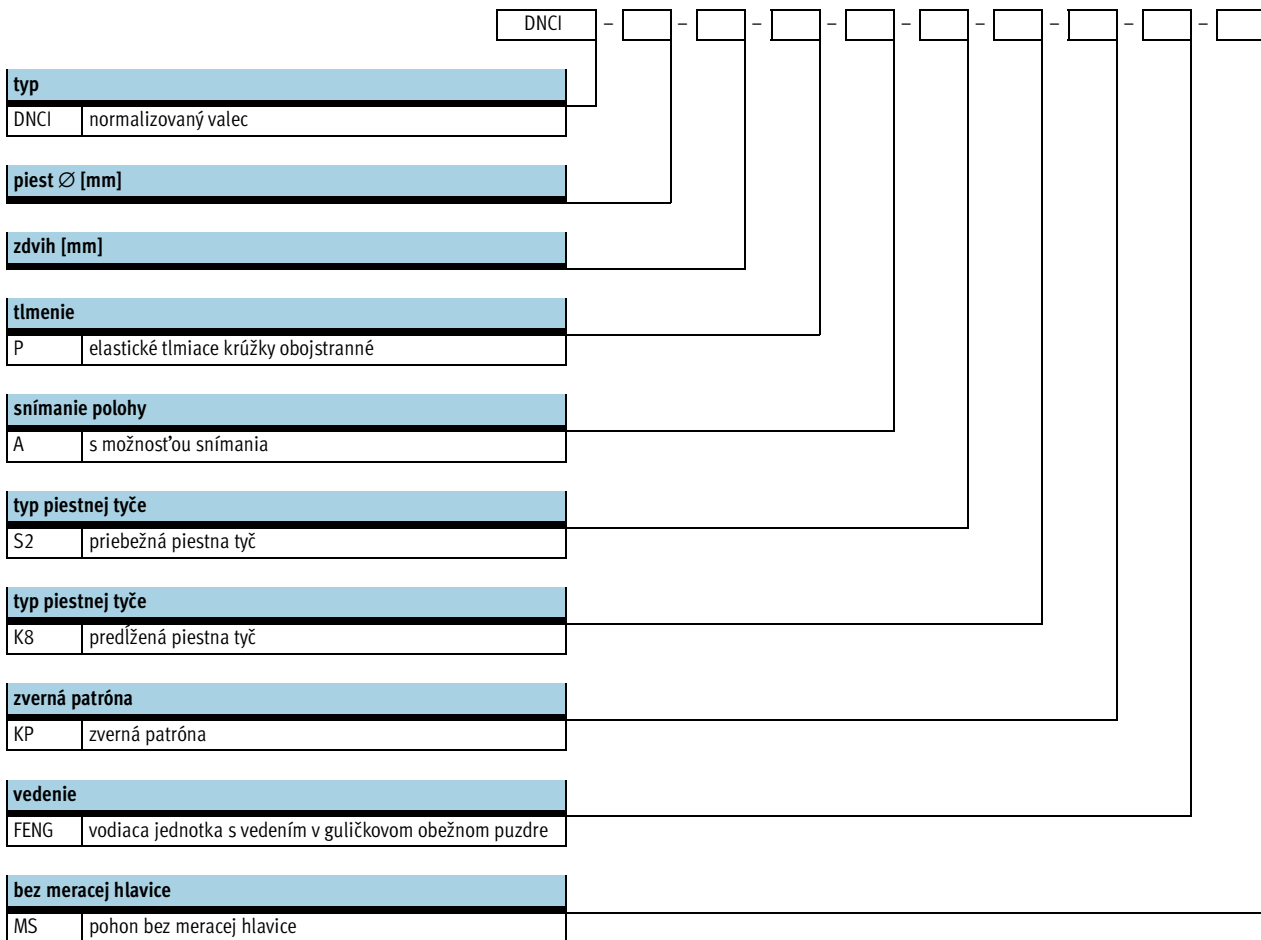 DNCI – – – – – – – – –
typ
DNCI normalizovaný valec
piest ∅ [mm]
zdvih [mm]
tlmenie
P elastické tlmiace krúžky obojstranné
snímanie polohy
A s možnosťou snímania
typ piestnej tyče
S2 priebežná piestna tyč
typ piestnej tyče
K8 predĺžená piestna tyč
zverná patróna
KP zverná patróna
vedenie
FENG vodiaca jednotka s vedením v guličkovom obežnom puzdre
bez meracej hlavice
MS pohon bez meracej hlavice